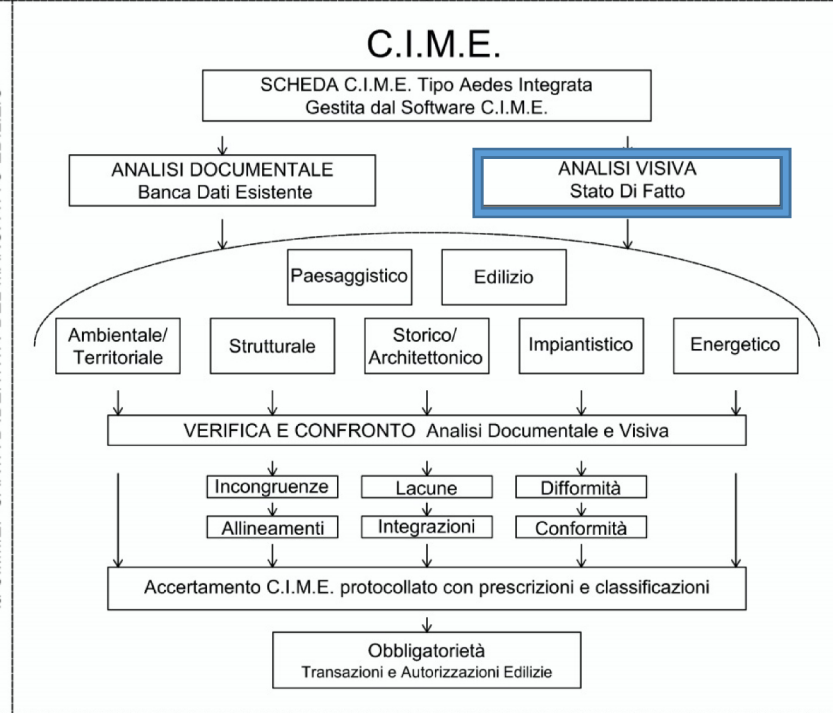 C.I.M.E.
SCHEDA C.I.M.E. Tipo Aedes Integrata
Gestita dal Software C.I.M.E.
ANALISI DOCUMENTALE
Banca Dati Esistente
ANALISI VISIVA
Stato Di Fatto
Paesaggistico
Edilizio
Ambientale/
Territoriale
Strutturale
Storico/
Architettonico
Impiantistico
Energetico
VERIFICA E CONFRONTO Analisi Documentale e Visiva
Incongruenze
Lacune
Difformità
Allineamenti
Integrazioni
Conformità
Accertamento C.I.M.E. protocollato con prescrizioni e classificazioni
Obbligatorietà
Transazioni e Autorizzazioni Edilizie